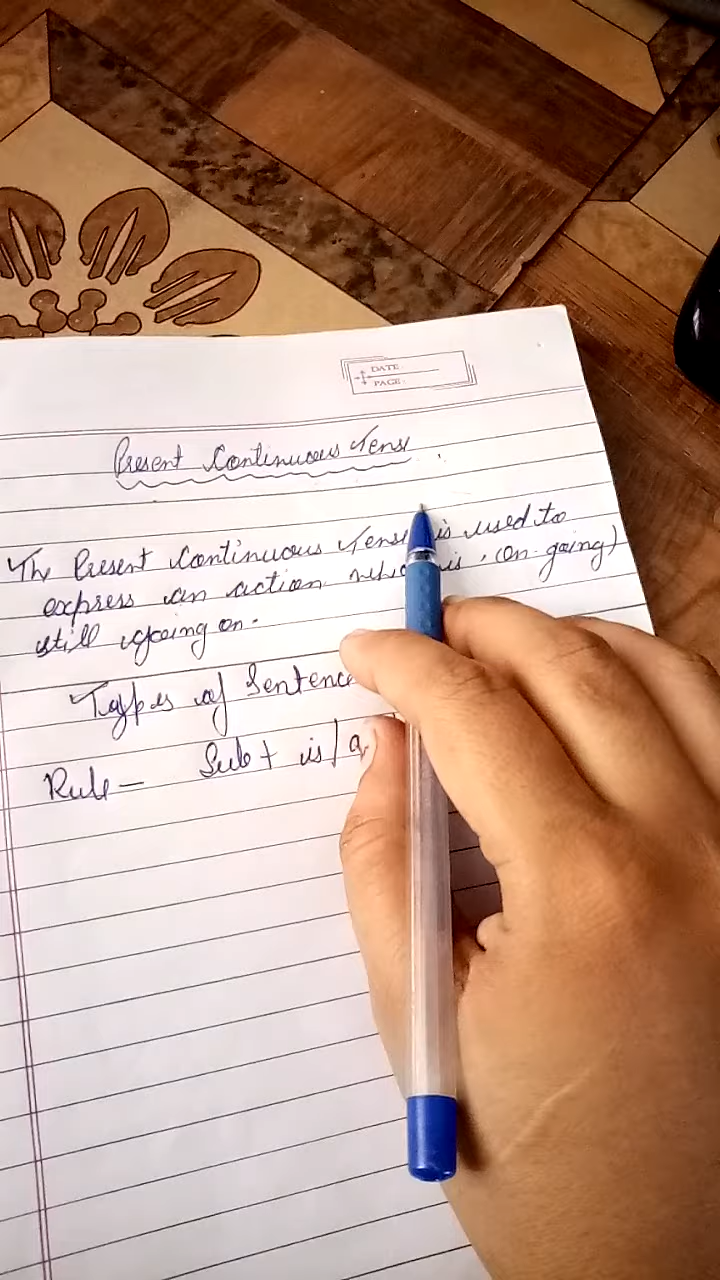 DATE:
PAGE:
Present Continuous Tense
The Present Continuous Tense is used to
express an action is, (on-going)
still going on.
Types of Sentence
Rule – Sub + is/a